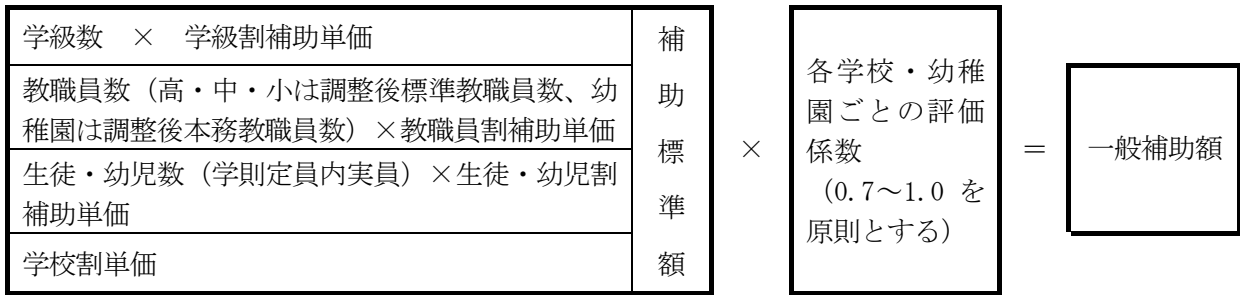 学級数　×　学級割補助単価
教職員数（高・中・小は調整後標準教職員数、幼
稚園は調整後本務教職員数）×教職員割補助単価
生徒・幼児数（学則定員内実員）×生徒・幼児割
補助単価
学校割単価
補助標準額
×
各学校・幼稚
園ごとの評価
係数
（0.7～1.0 を
原則とする）
＝
一般補助額